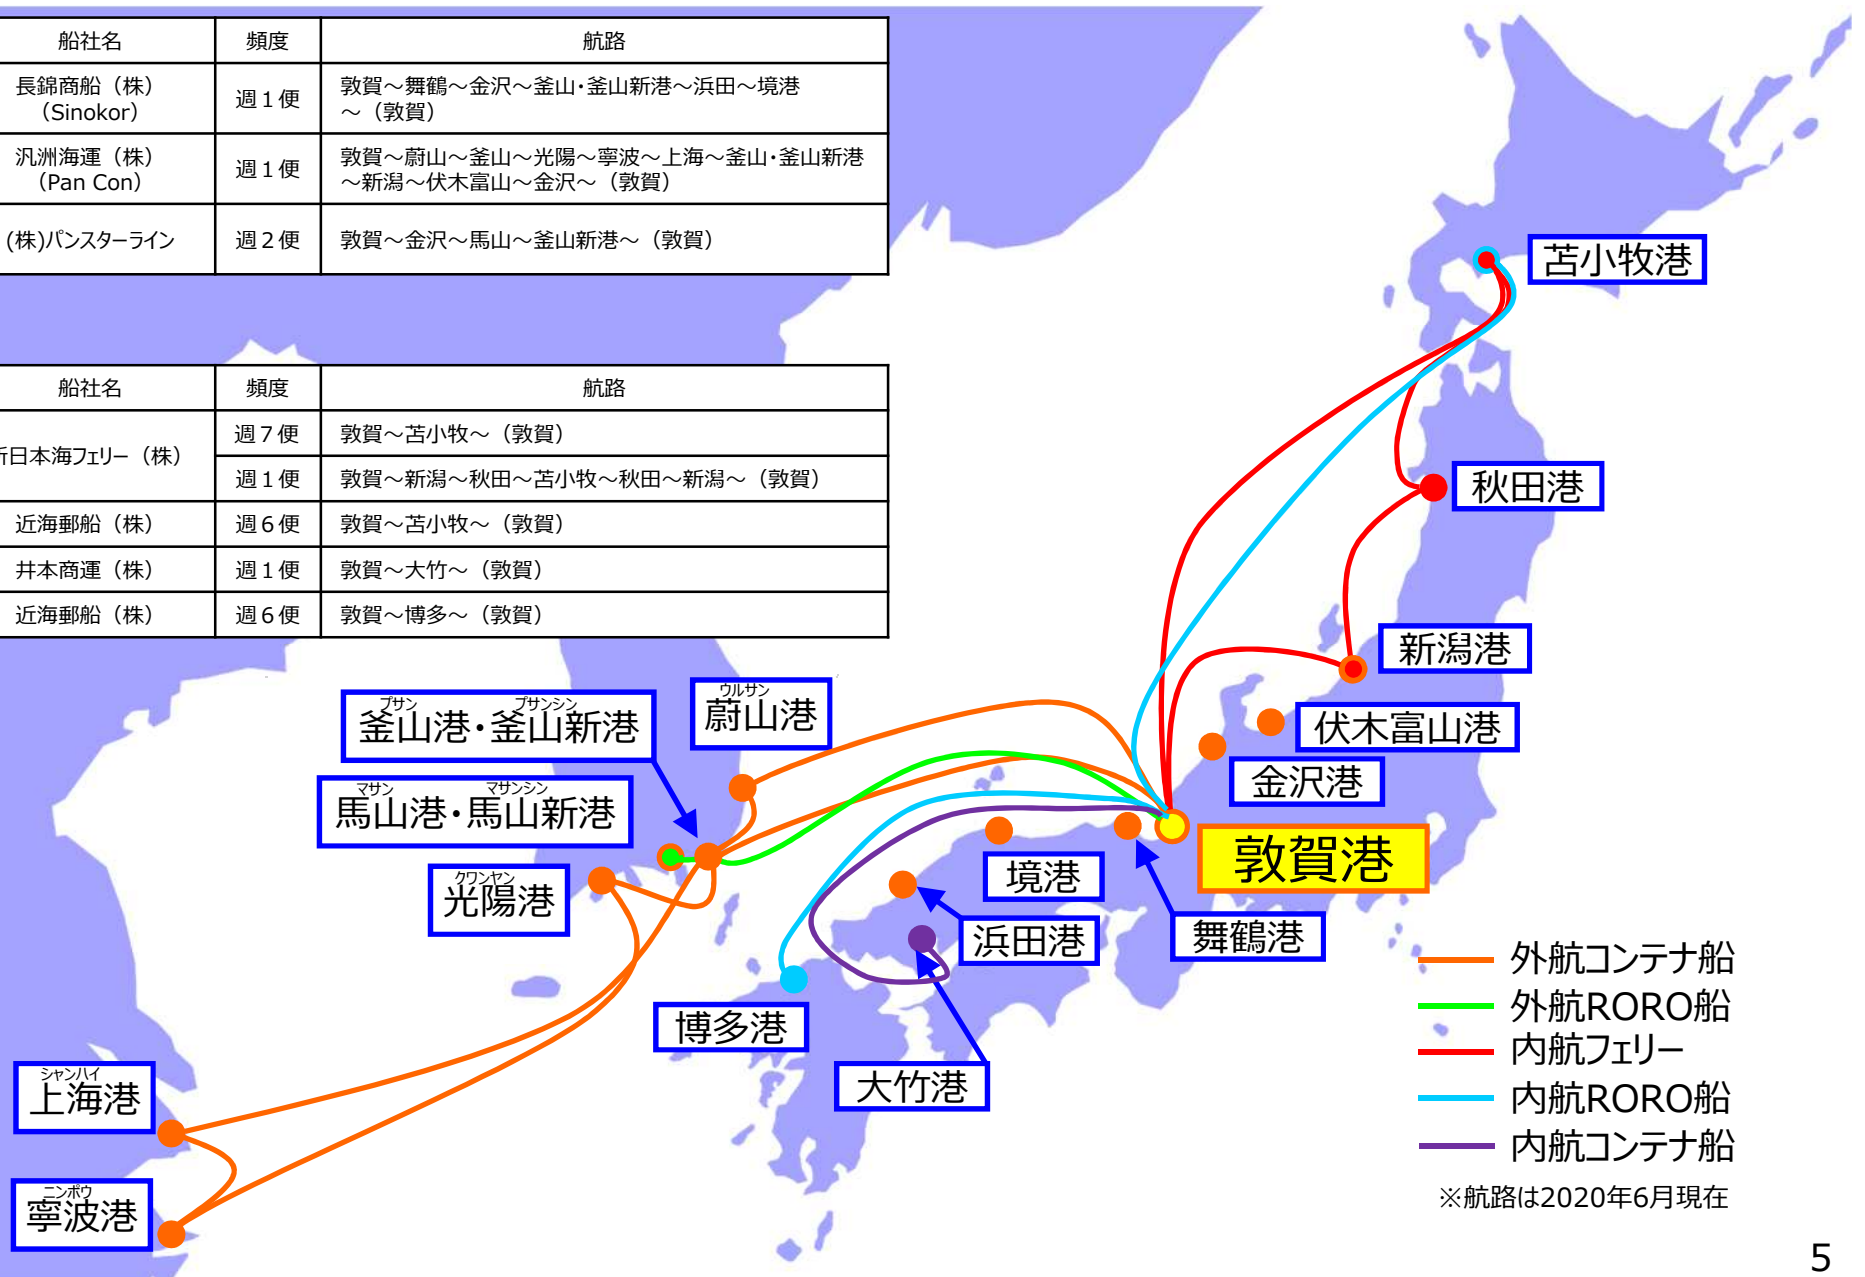 船社名 頻度 航路
長錦商船（株）
（Sinokor） 週１便 敦賀～舞鶴～金沢～釜山・釜山新港～浜田～境港
～（敦賀）
汎洲海運（株）
（Pan Con） 週１便 敦賀～蔚山～釜山～光陽～寧波～上海～釜山・釜山新港
～新潟～伏木富山～金沢～（敦賀）
(株)パンスターライン 週２便 敦賀～金沢～馬山～釜山新港～（敦賀）
船社名 頻度 航路
新日本海フェリー（株） 週７便 敦賀～苫小牧～（敦賀）
週１便 敦賀～新潟～秋田～苫小牧～秋田～新潟～（敦賀）
近海郵船（株） 週６便 敦賀～苫小牧～（敦賀）
井本商運（株） 週１便 敦賀～大竹～（敦賀）
近海郵船（株） 週６便 敦賀～博多～（敦賀）
苫小牧港
秋田港
新潟港
伏木富山港
金沢港
敦賀港
舞鶴港
境港
浜田港
大竹港
博多港
ウルサン
蔚山港
プサン プサンシン
釜山港・釜山新港
マサン マサンシン
馬山港・馬山新港
クワンヤン
光陽港
シャンハイ
上海港
ニンポウ
寧波港
外航コンテナ船
外航RORO船
内航フェリー
内航RORO船
内航コンテナ船
※航路は2020年6月現在
5